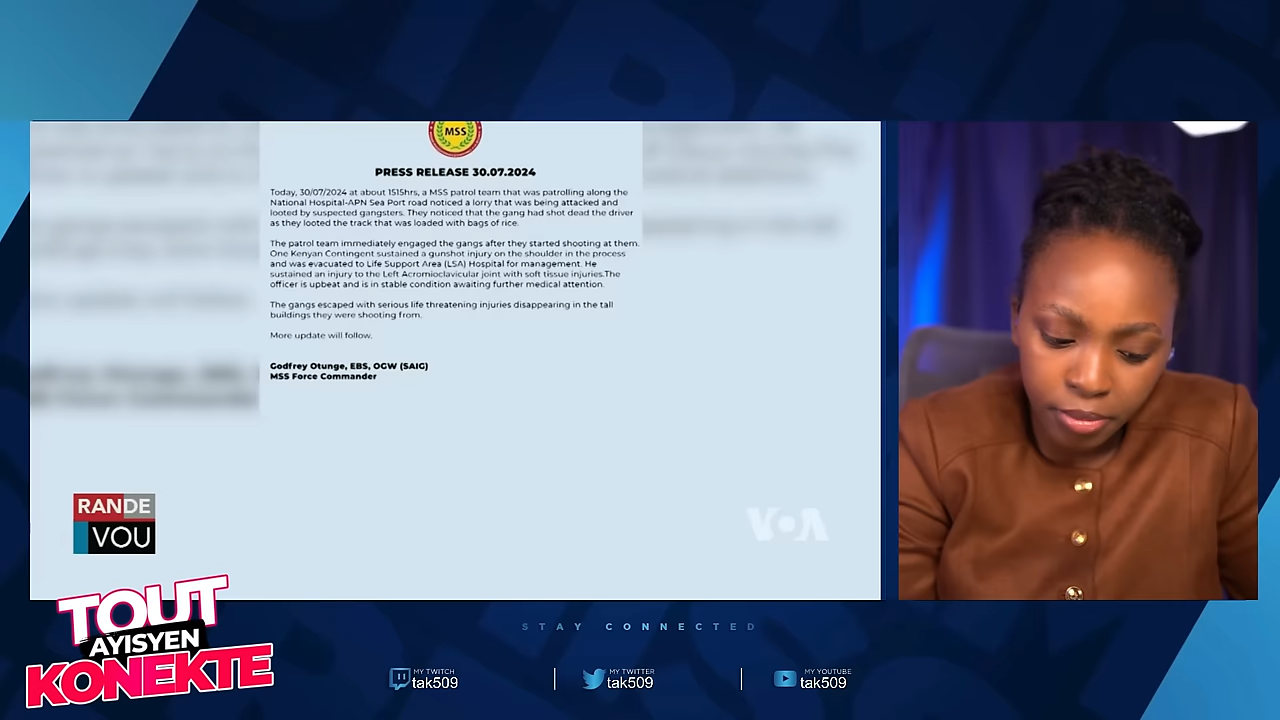 MSS
PRESS RELEASE 30.07.2024
Today, 30/07/2024 at about 1515hrs, a MSS patrol team that was patrolling along the
National Hospital-APN Sea Port road noticed a lorry that was being attacked and
looted by suspected gangsters. They noticed that the gang had shot dead the driver
as they looted the track that was loaded with bags of rice.
The patrol team immediately engaged the gangs after they started shooting at them.
One Kenyan Contingent sustained a gunshot injury on the shoulder in the process
and was evacuated to Life Support Area (LSA) Hospital for management. He
sustained an injury to the Left Acromioclavicular joint with soft tissue injuries.The
officer is upbeat and is in stable condition awaiting further medical attention.
The gangs escaped with serious life threatening injuries disappearing in the tall
buildings they were shooting from.
More update will follow.
Godfrey Otunge, EBS, OGW (SAIG)
MSS Force Commander
RANDE
VOU
VOA
TOUT
AYISYEN
KONEKTE
STAY CONNECTED
MY TWITCH
tak509
MY TWITTER
tak509
MY YOUTUBE
tak509